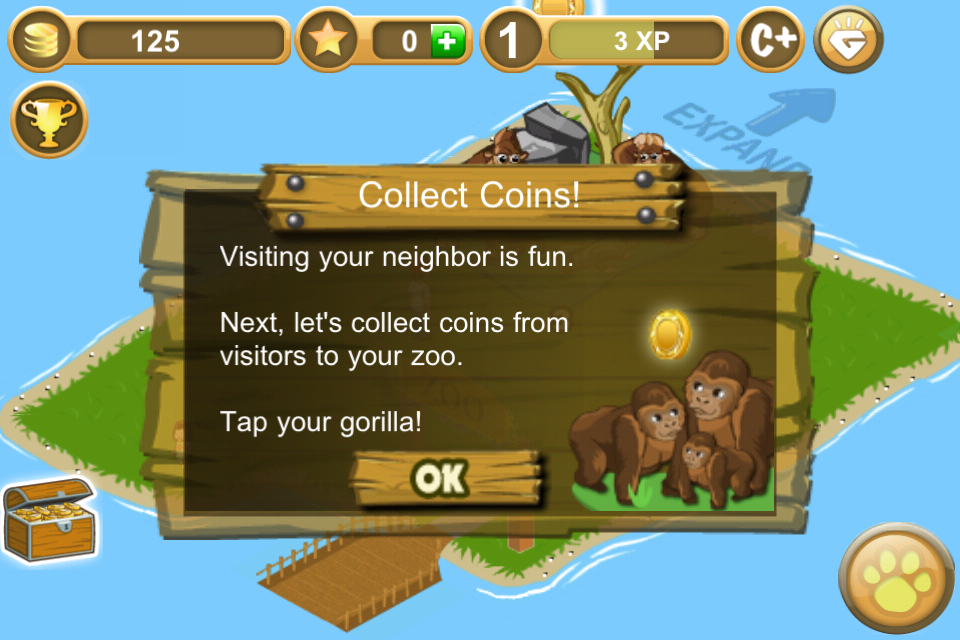 125
0
1
3 XP
C+
EXPAND
Collect Coins!
Visiting your neighbor is fun.
Next, let's collect coins from
visitors to your zoo.
Tap your gorilla!
OK